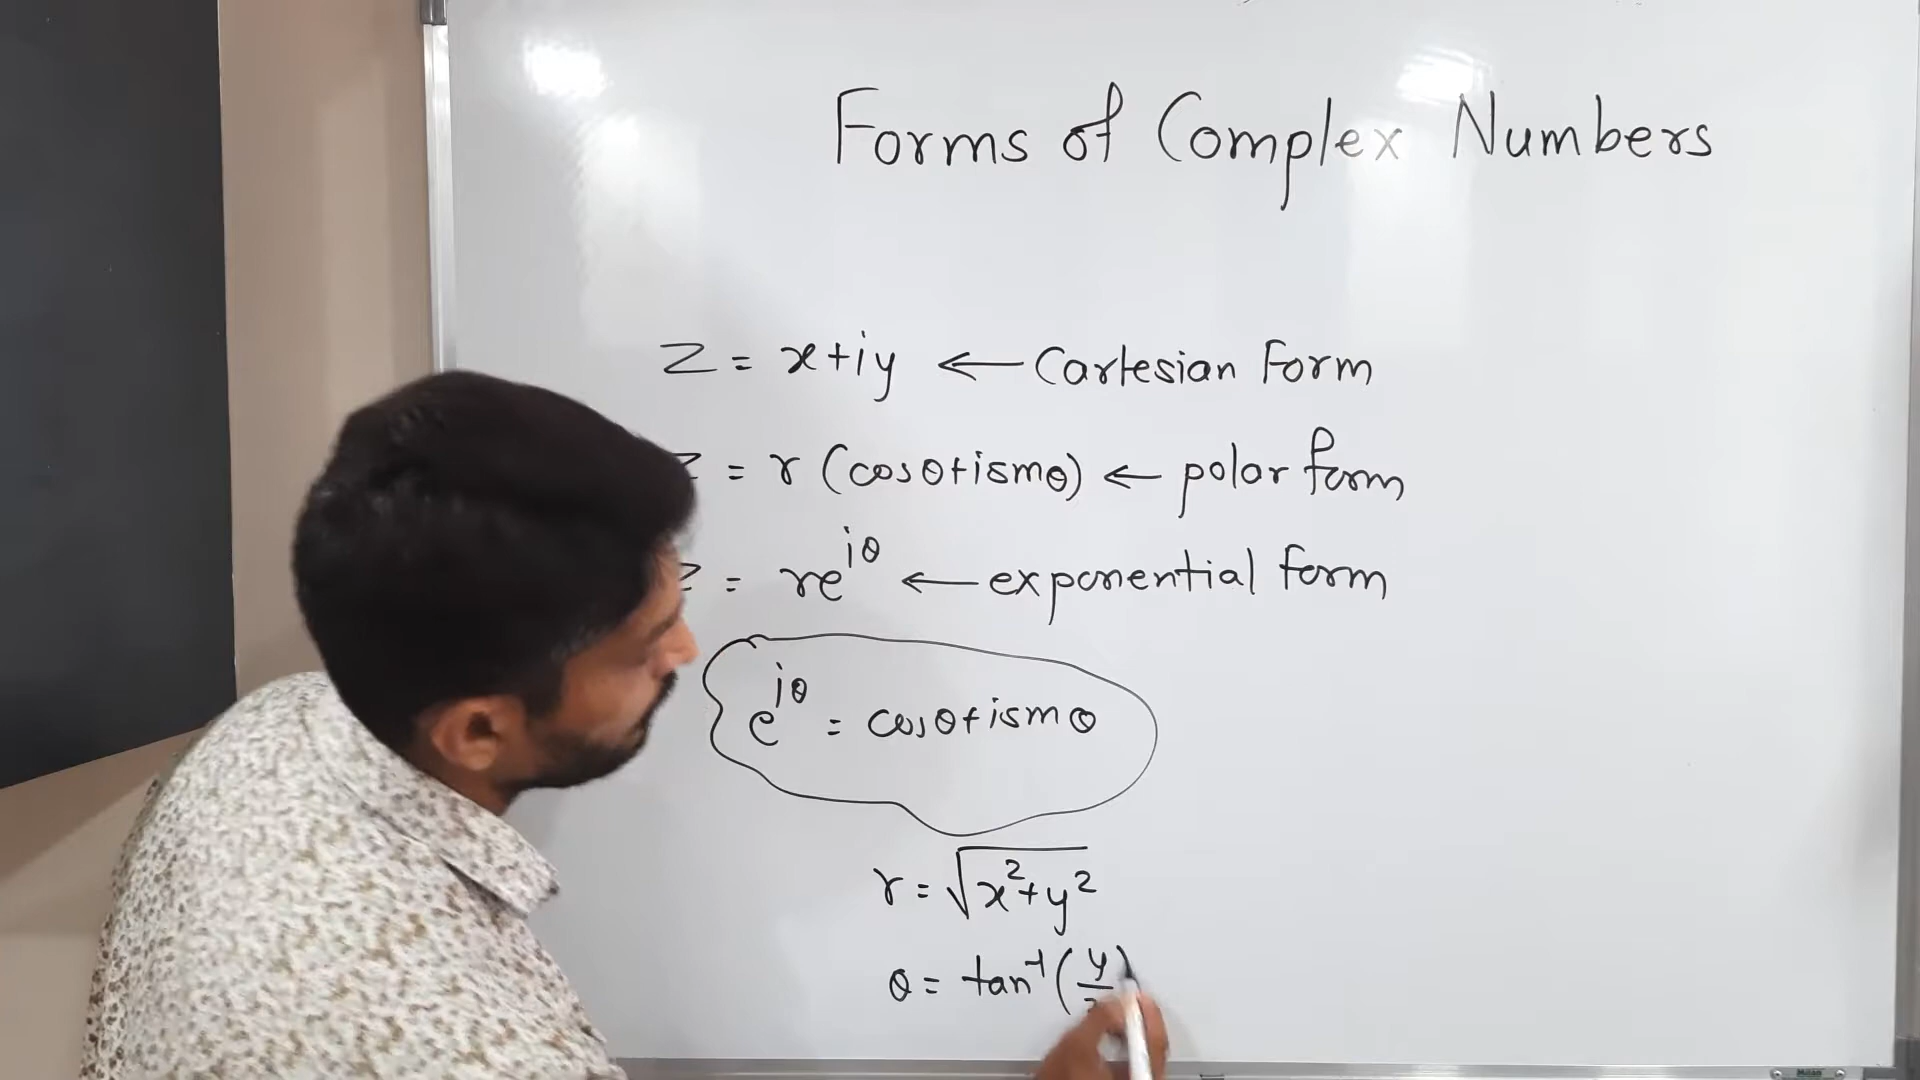 Forms of Complex Numbers
Z = x+iy ← Cartesian Form
z = r (cosθ+isinθ) ← polar form
z = re^iθ ← exponential form
e^iθ = cosθ+isinθ
r = √x²+y²
θ = tan⁻¹(y/x)